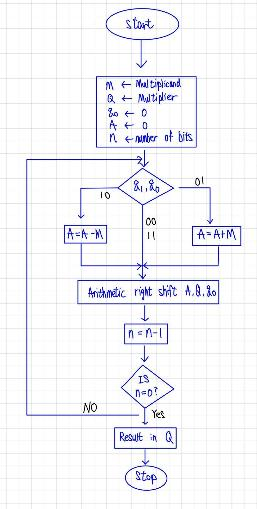 start
M ← Multiplicand
Q ← Multiplier
q0 ← 0
A ← 0
n ← number of bits
q1, q0
10
01
00
11
A=A-M
A=A+M
Arithmetic right shift A,Q,q0
n = n-1
IS
n=0?
NO
Yes
Result in Q
Stop